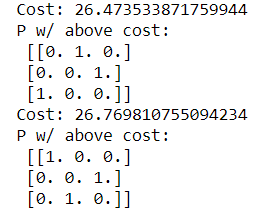 Cost: 26.473533871759944
P w/ above cost:
 [[0. 1. 0.]
 [0. 0. 1.]
 [1. 0. 0.]]
Cost: 26.769810755094234
P w/ above cost:
 [[1. 0. 0.]
 [0. 0. 1.]
 [0. 1. 0.]]